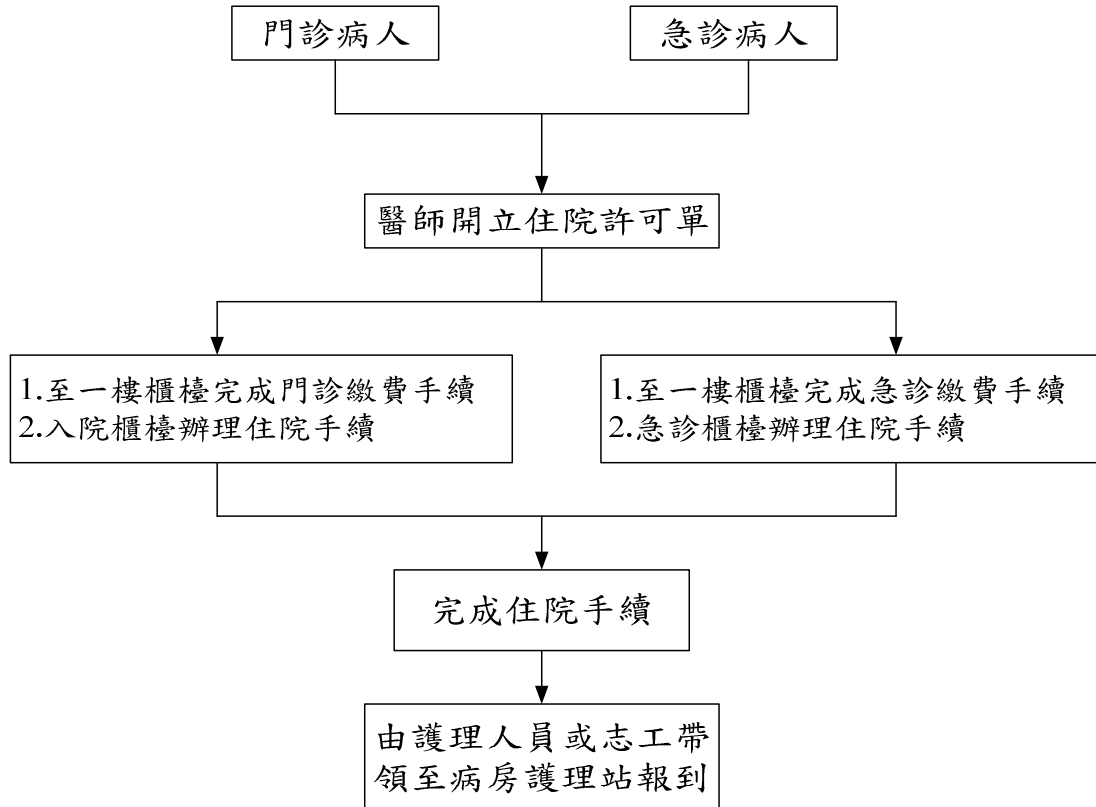 門診病人
急診病人
醫師開立住院許可單
1.至一樓櫃檯完成門診繳費手續
2.入院櫃檯辦理住院手續
1.至一樓櫃檯完成急診繳費手續
2.急診櫃檯辦理住院手續
完成住院手續
由護理人員或志工帶
領至病房護理站報到